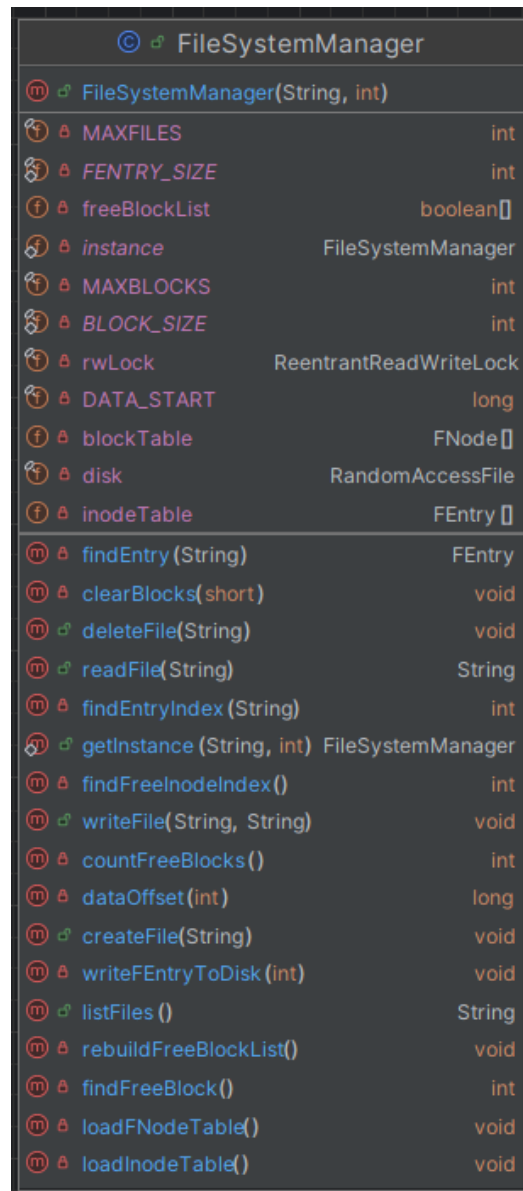 FileSystemManager
FileSystemManager(String, int)
MAXFILES int
FENTRY_SIZE int
freeBlockList boolean[]
instance FileSystemManager
MAXBLOCKS int
BLOCK_SIZE int
rwLock ReentrantReadWriteLock
DATA_START long
blockTable FNode[]
disk RandomAccessFile
inodeTable FEntry[]
findEntry(String) FEntry
clearBlocks(short) void
deleteFile(String) void
readFile(String) String
findEntryIndex(String) int
getInstance(String, int) FileSystemManager
findFreeInodeIndex() int
writeFile(String, String) void
countFreeBlocks() int
dataOffset(int) long
createFile(String) void
writeFEntryToDisk(int) void
listFiles() String
rebuildFreeBlockList() void
findFreeBlock() int
loadFNodeTable() void
loadInodeTable() void